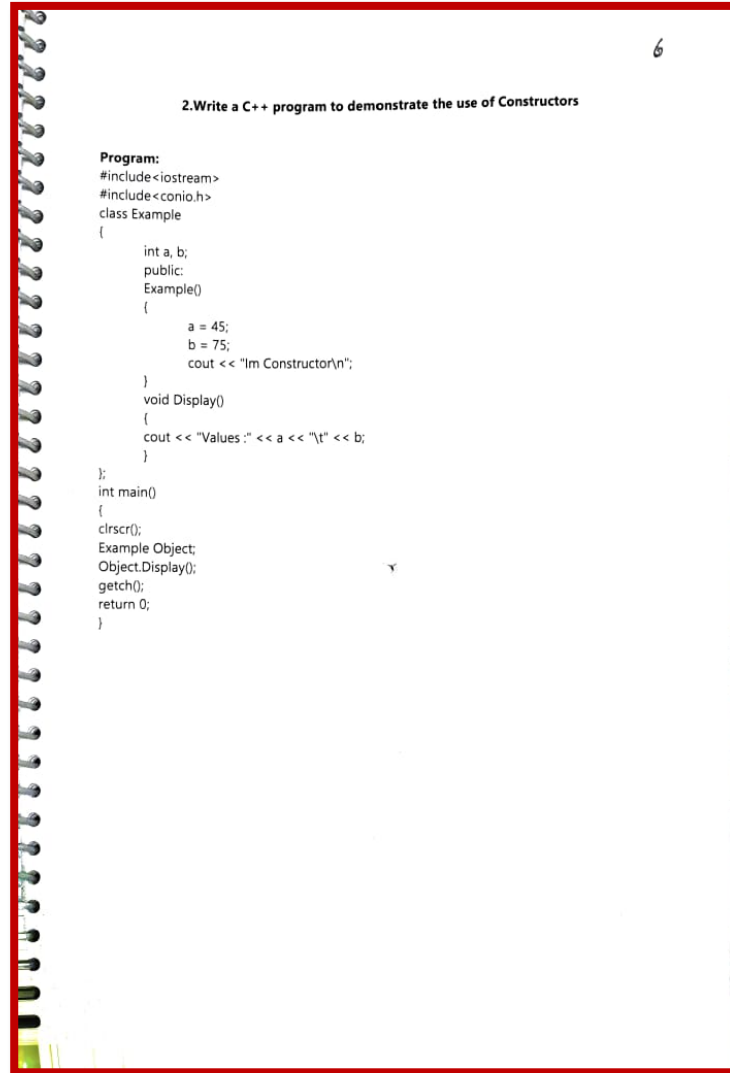 6
2.Write a C++ program to demonstrate the use of Constructors
Program:
#include<iostream>
#include<conio.h>
class Example
{
int a, b;
public:
Example()
{
a = 45;
b = 75;
cout << "Im Constructor\n";
}
void Display()
{
cout << "Values :" << a << "\t" << b;
}
};
int main()
{
clrscr();
Example Object;
Object.Display();
getch();
return 0;
}